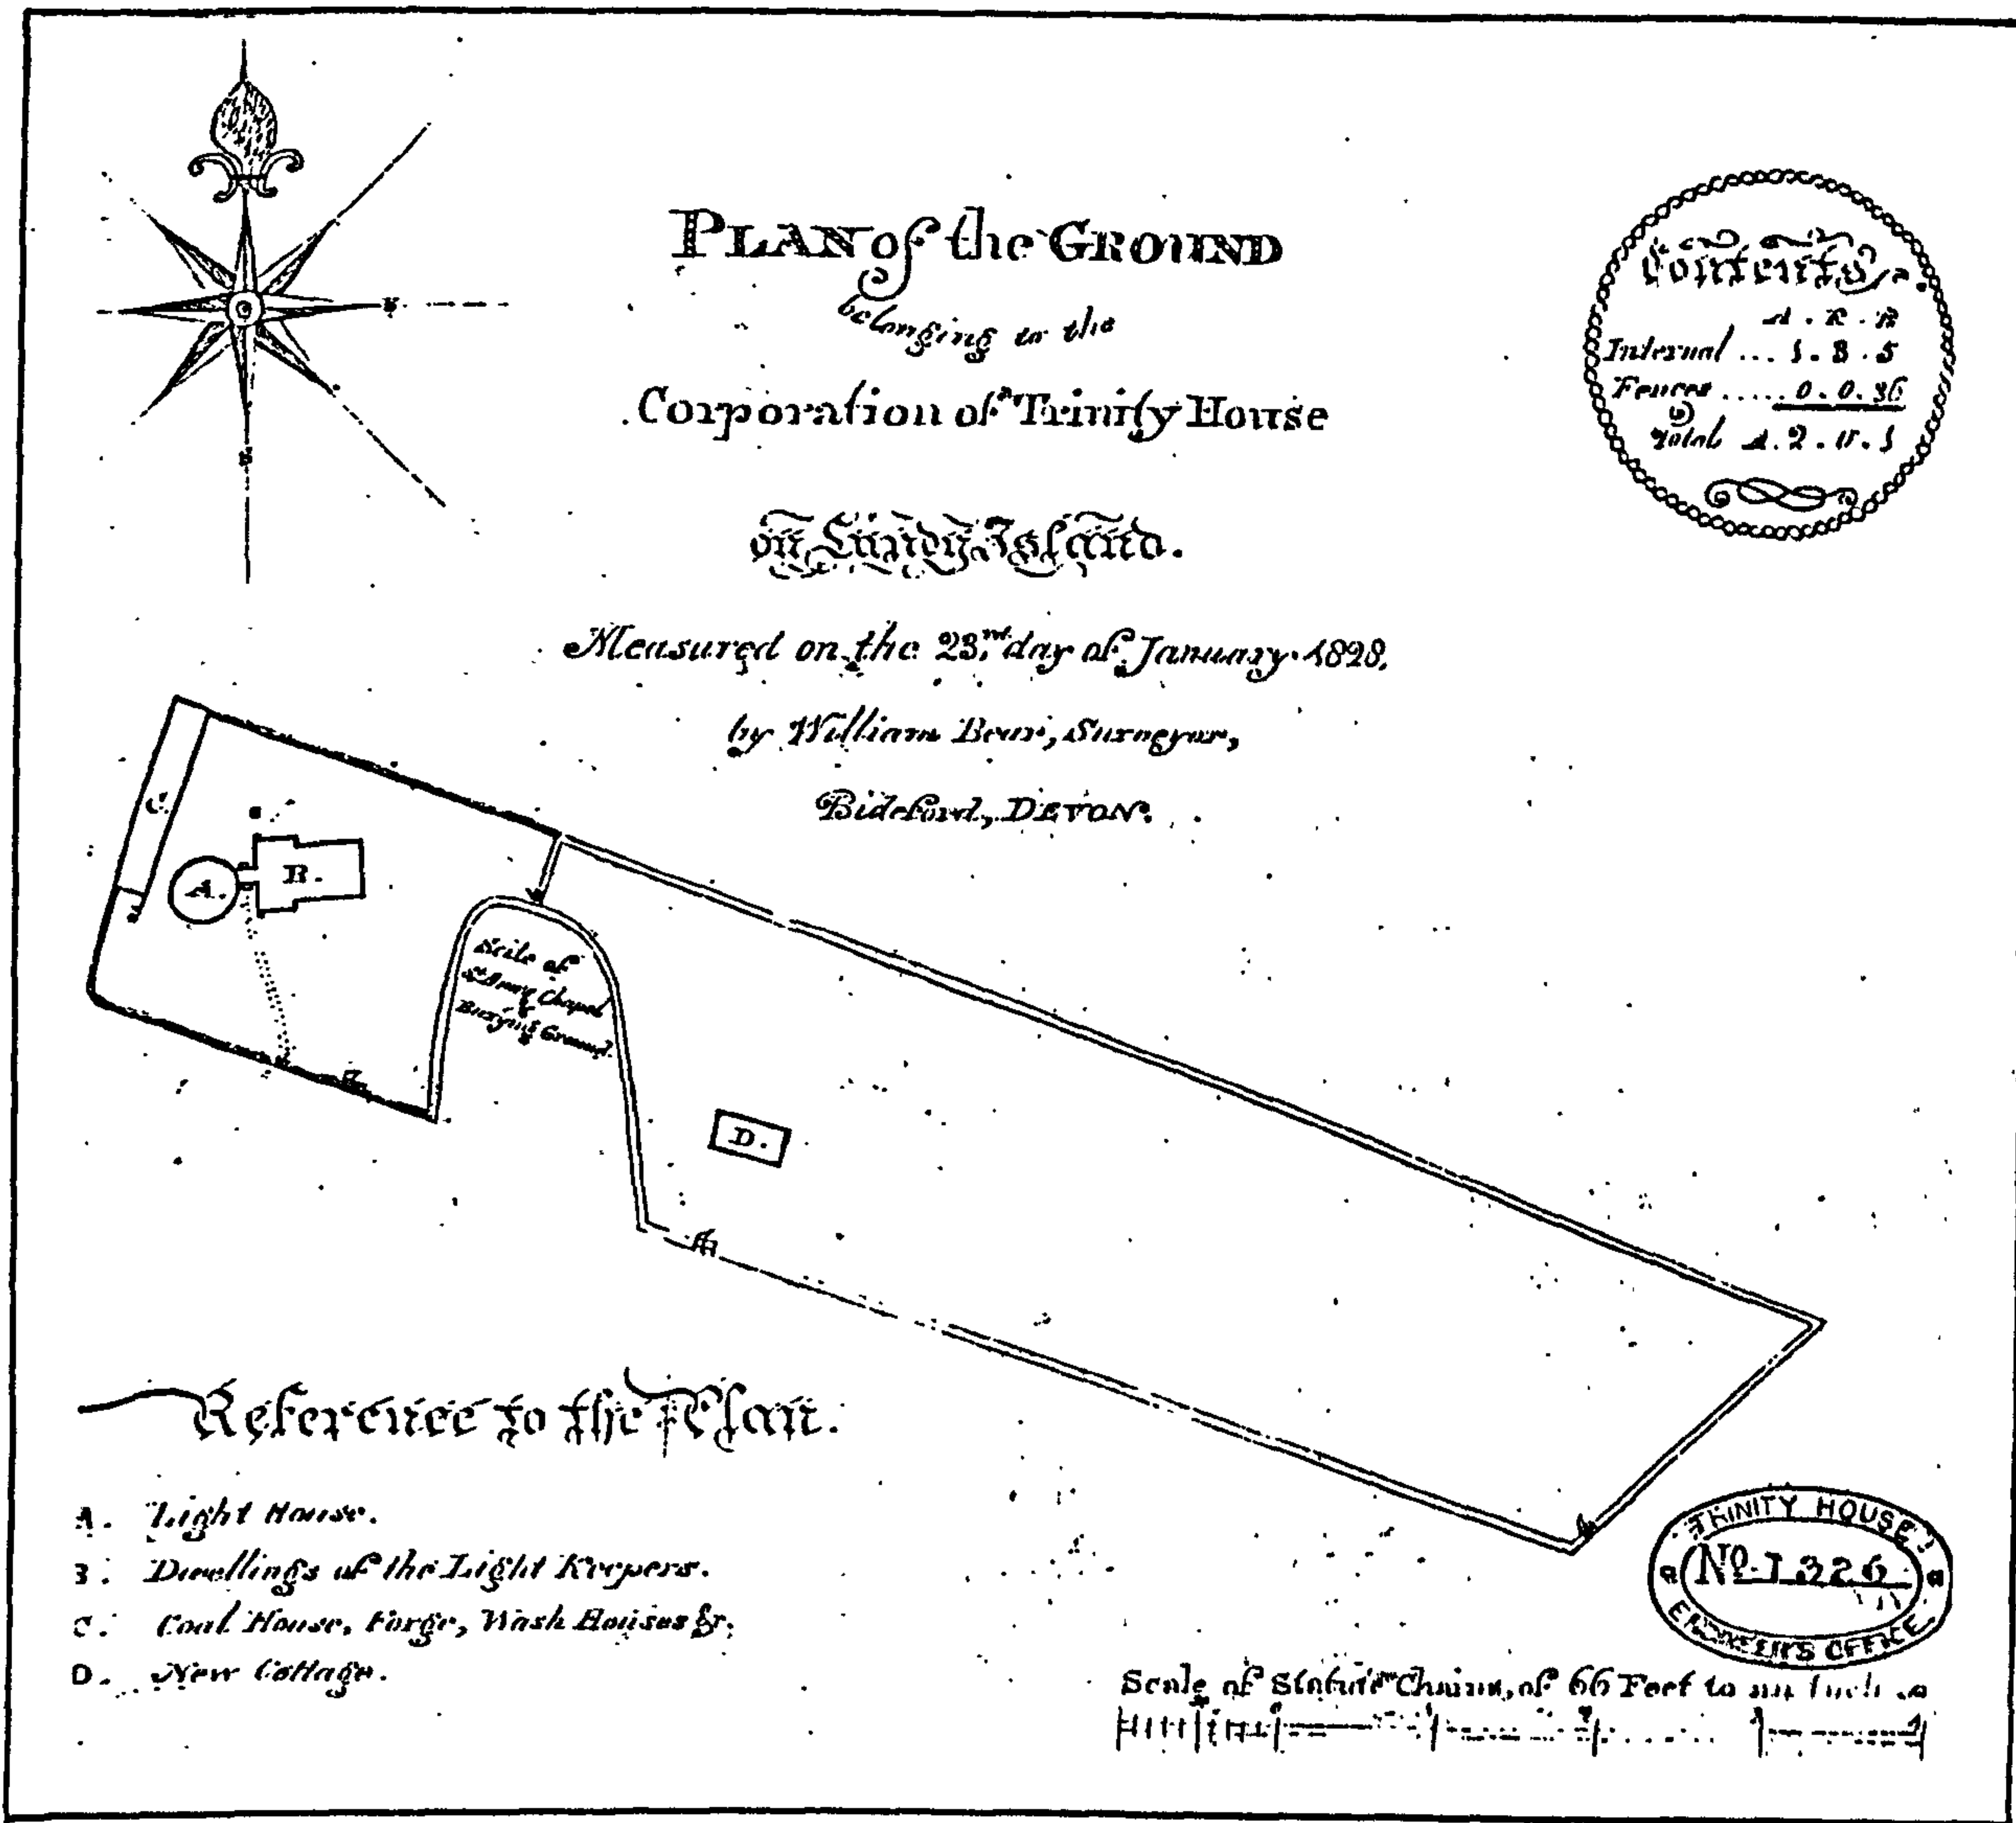 PLAN of the GROUND
belonging to the
Corporation of Trinity House
on Lundy Island.
Measured on the 23rd day of January 1828,
by William Bear, Surveyor,
Bideford, DEVON.
Contents.
A. R. P
Internal ... 1. 3. 5
Fences ..... 0. 0. 36
Total A. 2. 0. 1
C.
A.
B.
Scite of
Chapel
&
Burying Ground.
D.
Reference to the Plan.
A. Light House.
B. Dwellings of the Light Keepers.
C. Coal House, Forge, Wash Houses &c.
D. New Cottage.
TRINITY HOUSE
No. 1326
ENGINEER'S OFFICE
Scale of Statute Chains, of 66 Feet to an Inch